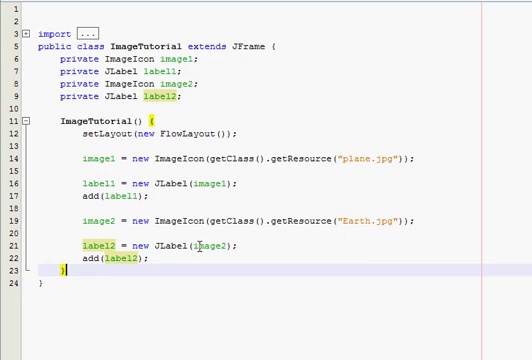 1
2
3 import ...
5 public class ImageTutorial extends JFrame {
6 private ImageIcon image1;
7 private JLabel label1;
8 private ImageIcon image2;
9 private JLabel label2;
10
11 ImageTutorial() {
12 setLayout(new FlowLayout());
13
14 image1 = new ImageIcon(getClass().getResource("plane.jpg"));
15
16 label1 = new JLabel(image1);
17 add(label1);
18
19 image2 = new ImageIcon(getClass().getResource("Earth.jpg"));
20
21 label2 = new JLabel(image2);
22 add(label2);
23 }
24 }